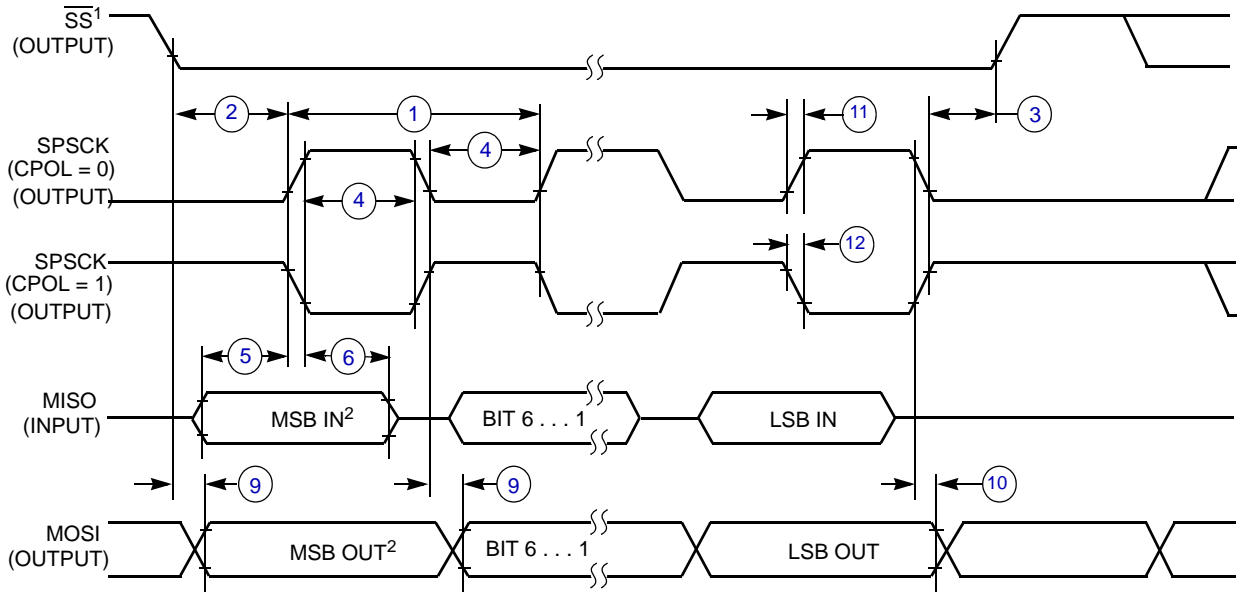 SS¹
(OUTPUT)
2
1
11
3
SPSCK
(CPOL = 0)
(OUTPUT)
4
4
12
SPSCK
(CPOL = 1)
(OUTPUT)
5
6
MISO
(INPUT)
MSB IN²
BIT 6 . . . 1
LSB IN
9
9
10
MOSI
(OUTPUT)
MSB OUT²
BIT 6 . . . 1
LSB OUT